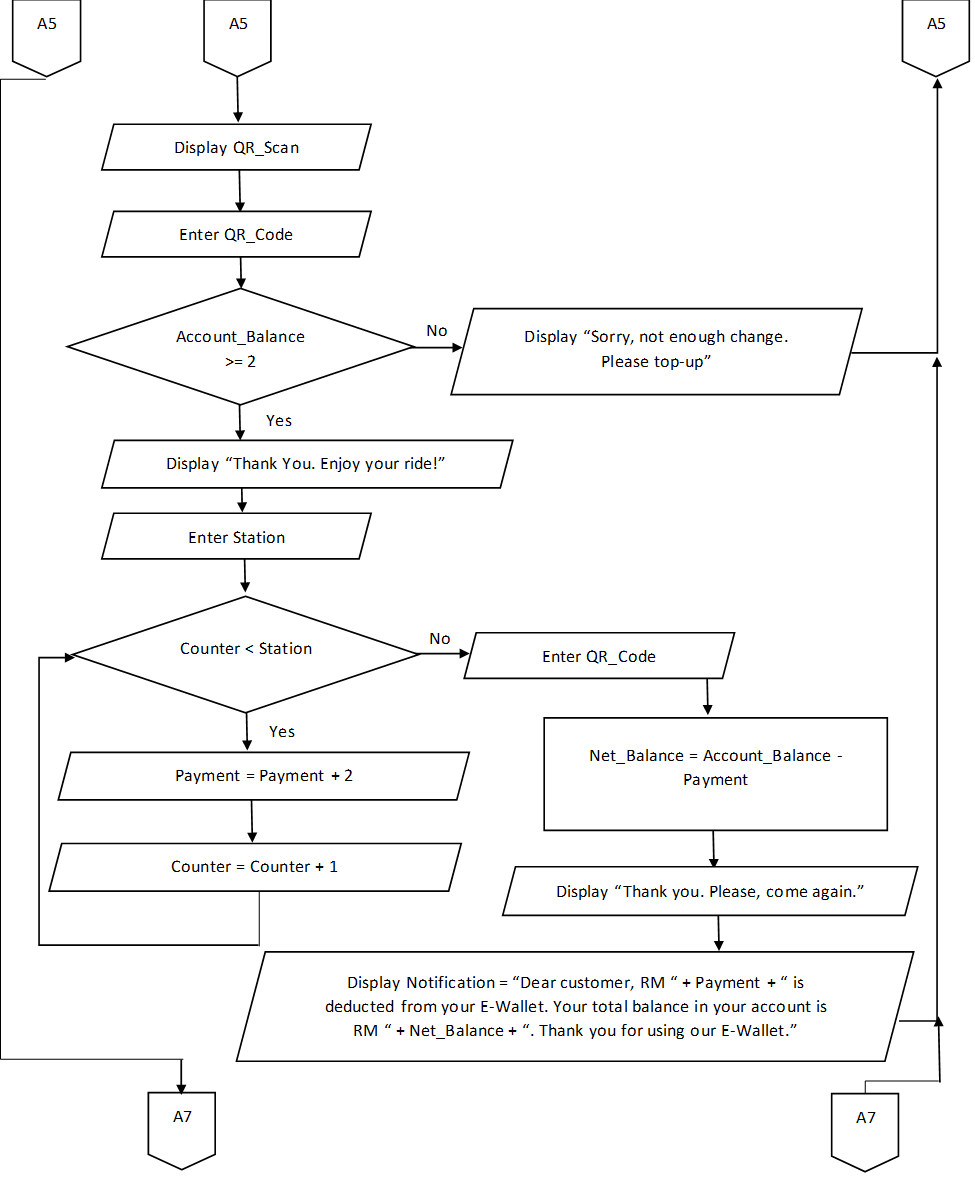 A5
A5
A5
Display QR_Scan
Enter QR_Code
Account_Balance
>= 2
No
Display “Sorry, not enough change.
Please top-up”
Yes
Display “Thank You. Enjoy your ride!”
Enter Station
Counter < Station
No
Enter QR_Code
Yes
Payment = Payment + 2
Net_Balance = Account_Balance -
Payment
Counter = Counter + 1
Display “Thank you. Please, come again.”
Display Notification = “Dear customer, RM “ + Payment + “ is
deducted from your E-Wallet. Your total balance in your account is
RM “ + Net_Balance + “. Thank you for using our E-Wallet.”
A7
A7